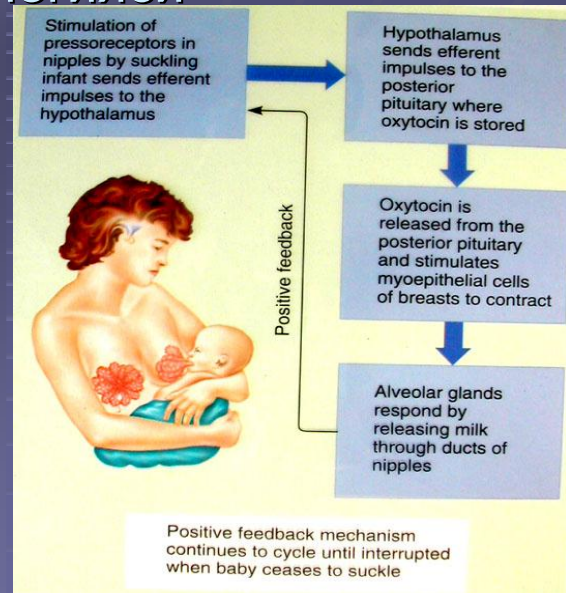 Stimulation of
pressoreceptors in
nipples by suckling
infant sends efferent
impulses to the
hypothalamus
Hypothalamus
sends efferent
impulses to the
posterior
pituitary where
oxytocin is stored
Oxytocin is
released from the
posterior pituitary
and stimulates
myoepithelial cells
of breasts to contract
Alveolar glands
respond by
releasing milk
through ducts of
nipples
Positive feedback
Positive feedback mechanism
continues to cycle until interrupted
when baby ceases to suckle